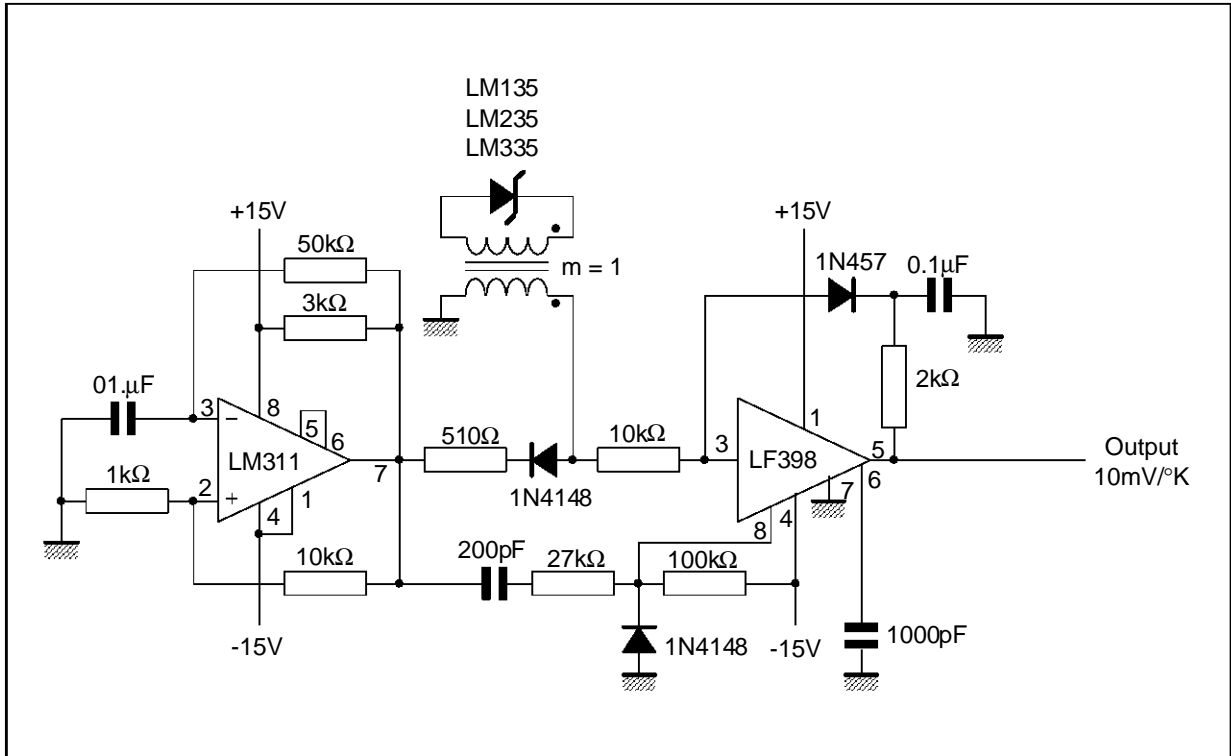 LM135
LM235
LM335
+15V
+15V
50kΩ
m = 1
1N457
0.1µF
3kΩ
2kΩ
01.µF
3
−
8
5
6
LM311
7
510Ω
1N4148
10kΩ
3
1
LF398
5
6
Output
10mV/°K
1kΩ
2
+
4
1
8
4
7
10kΩ
200pF
27kΩ
100kΩ
-15V
1N4148
-15V
1000pF